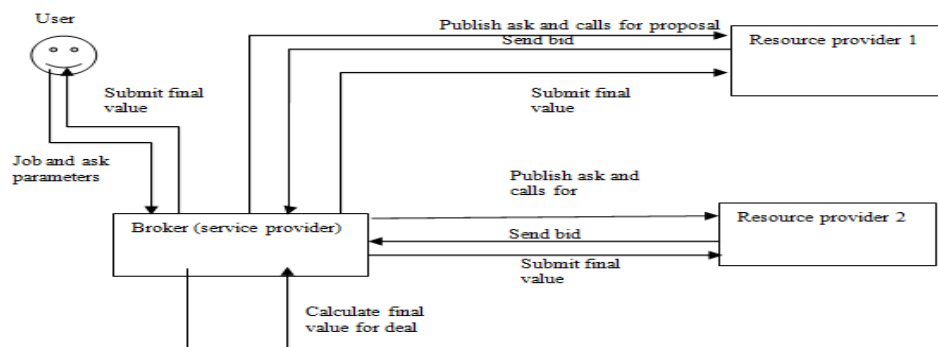 User
Publish ask and calls for proposal
Send bid
Resource provider 1
Submit final
value
Submit final
value
Job and ask
parameters
Publish ask and
calls for
Broker (service provider)
Resource provider 2
Send bid
Submit final
value
Calculate final
value for deal